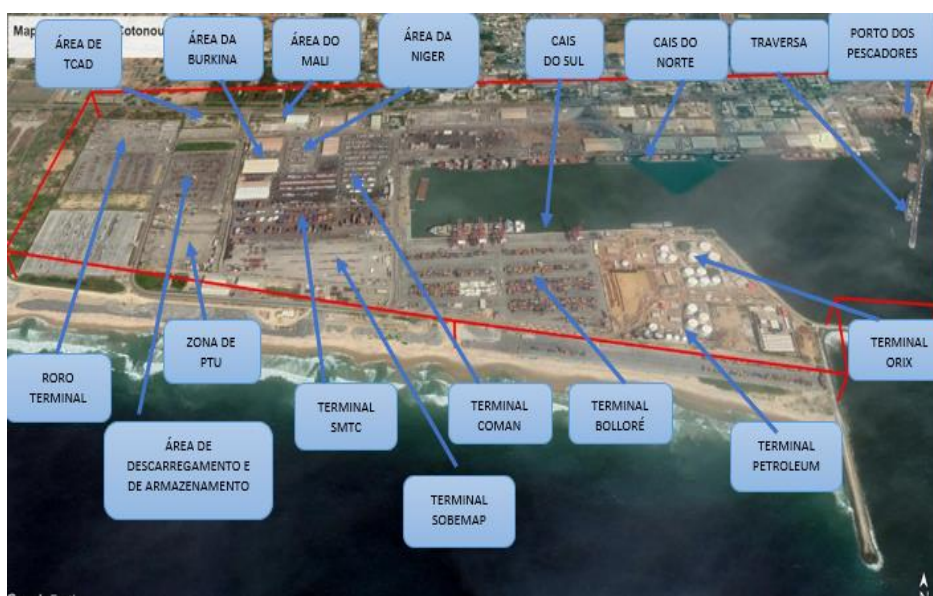 Map
Cotonou
ÁREA DE
TCAD
ÁREA DA
BURKINA
ÁREA DO
MALI
ÁREA DA
NIGER
CAIS
DO SUL
CAIS DO
NORTE
TRAVERSA
PORTO DOS
PESCADORES
RORO
TERMINAL
ZONA DE
PTU
ÁREA DE
DESCARREGAMENTO E
DE ARMAZENAMENTO
TERMINAL
SMTC
TERMINAL
SOBEMAP
TERMINAL
COMAN
TERMINAL
BOLLORÉ
TERMINAL
PETROLEUM
TERMINAL
ORIX